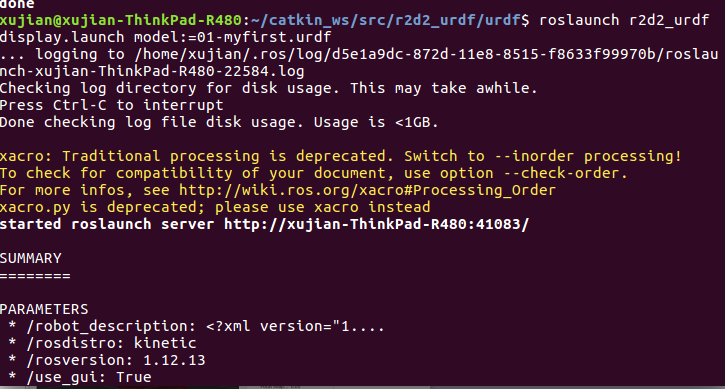 done
xujian@xujian-ThinkPad-R480:~/catkin_ws/src/r2d2_urdf/urdf$ roslaunch r2d2_urdf
display.launch model:=01-myfirst.urdf
... logging to /home/xujian/.ros/log/d5e1a9dc-872d-11e8-8515-f8633f99970b/roslau
nch-xujian-ThinkPad-R480-22584.log
Checking log directory for disk usage. This may take awhile.
Press Ctrl-C to interrupt
Done checking log file disk usage. Usage is <1GB.
xacro: Traditional processing is deprecated. Switch to --inorder processing!
To check for compatibility of your document, use option --check-order.
For more infos, see http://wiki.ros.org/xacro#Processing_Order
xacro.py is deprecated; please use xacro instead
started roslaunch server http://xujian-ThinkPad-R480:41083/
SUMMARY
========
PARAMETERS
 * /robot_description: <?xml version="1....
 * /rosdistro: kinetic
 * /rosversion: 1.12.13
 * /use_gui: True